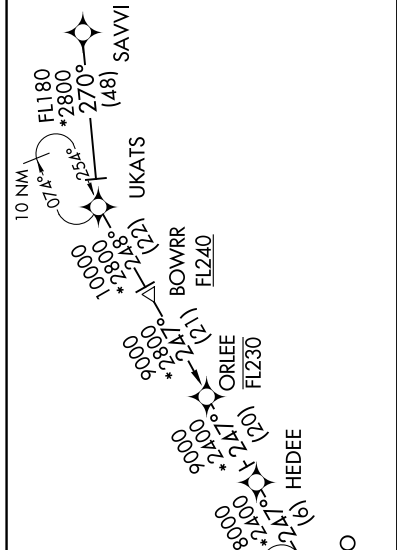 SAVVI
FL180
*2800
270°
(48)
10 NM
074°
254°
UKATS
10000
*2800
248°
(22)
BOWRR
FL240
9000
*2800
247°
(21)
ORLEE
FL230
9000
*2400
247°
(20)
HEDEE
8000
*2400
247°
(6)
O